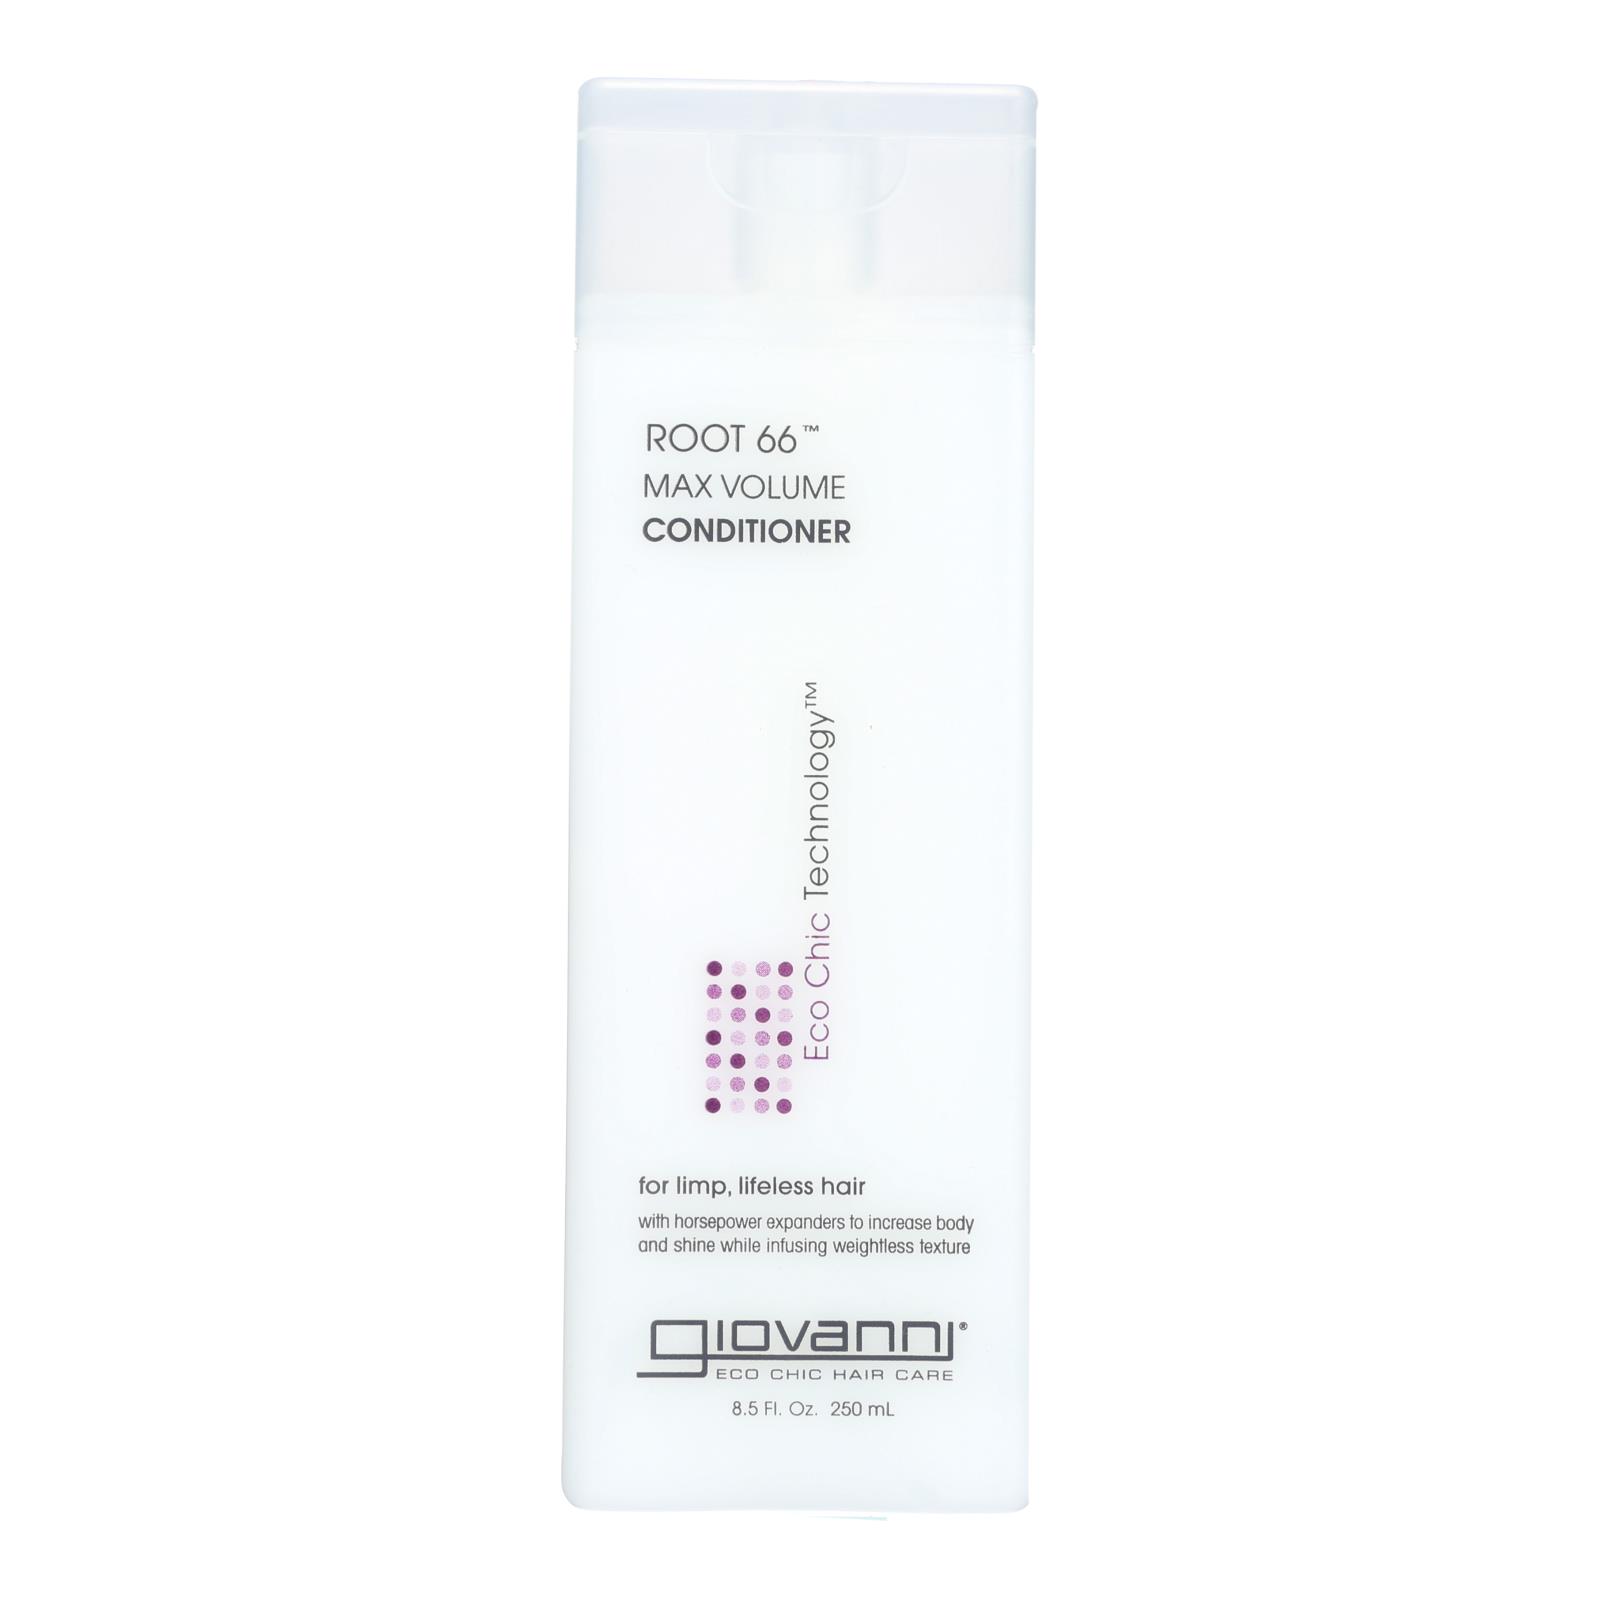 ROOT 66™
MAX VOLUME
CONDITIONER
Eco Chic Technology™
for limp, lifeless hair
with horsepower expanders to increase body
and shine while infusing weightless texture
giovanni®
ECO CHIC HAIR CARE
8.5 Fl. Oz. 250 mL